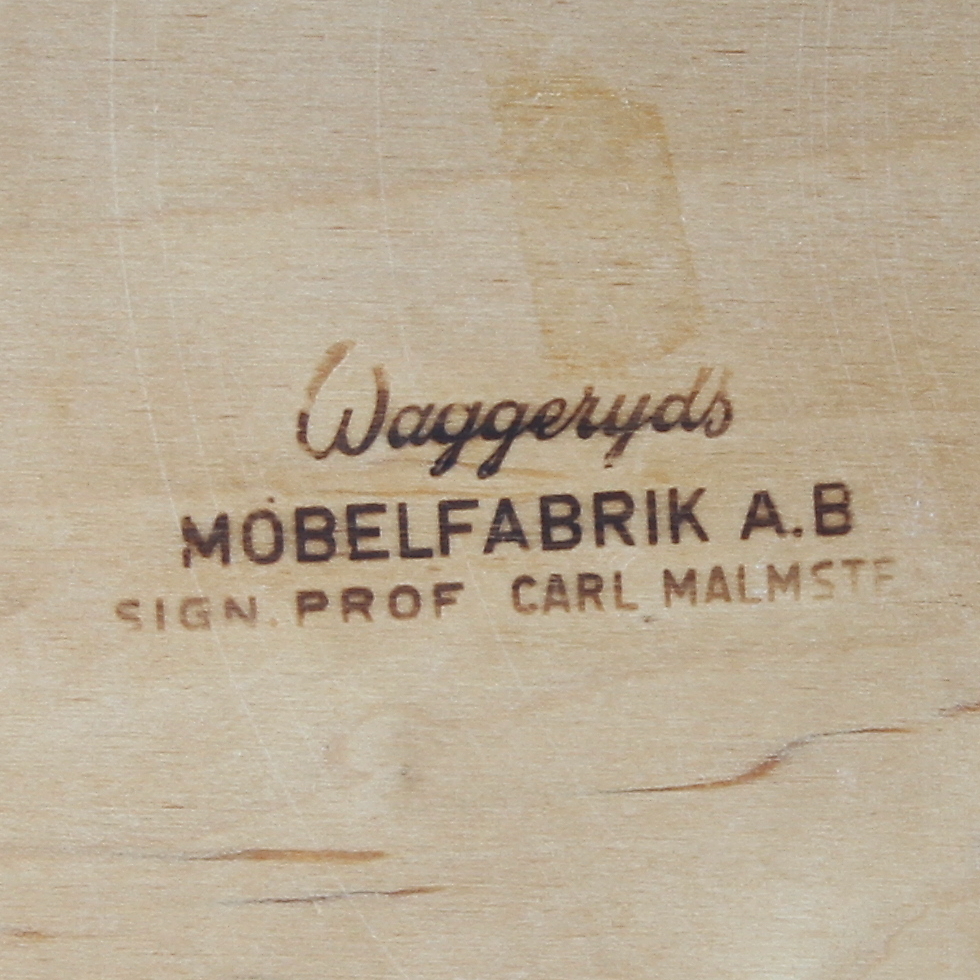 Waggeryds
MÖBELFABRIK A.B
SIGN. PROF CARL MALMSTE